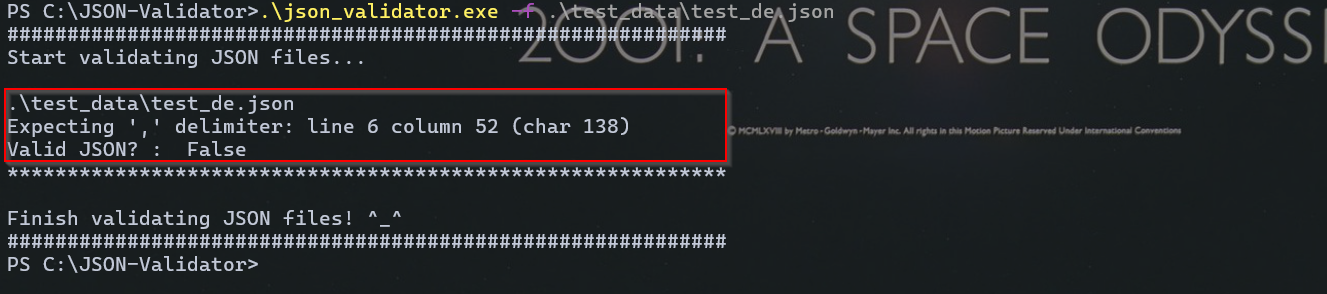 PS C:\JSON-Validator>.\json_validator.exe -f .\test_data\test_de.json
############################################################
2001: A SPACE ODYSSE
Start validating JSON files...
.\test_data\test_de.json
Expecting ',' delimiter: line 6 column 52 (char 138)
© MCMLXVIII by Metro-Goldwyn-Mayer Inc. All rights in this Motion Picture Reserved Under International Conventions
Valid JSON? :  False
************************************************************
Finish validating JSON files! ^_^
############################################################
PS C:\JSON-Validator>